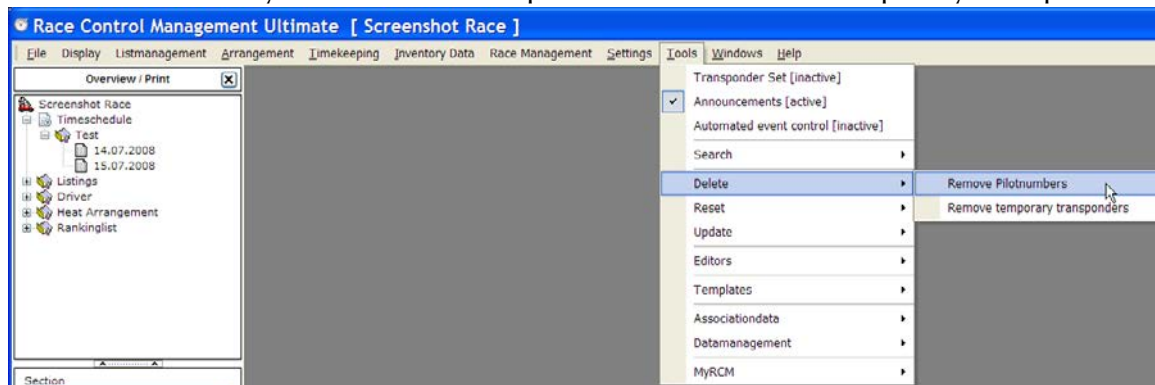 Race Control Management Ultimate [ Screenshot Race ]
File Display Listmanagement Arrangement Timekeeping Inventory Data Race Management Settings Tools Windows Help
Overview / Print
Screenshot Race
Timeschedule
Test
14.07.2008
15.07.2008
Listings
Driver
Heat Arrangement
Rankinglist
Section
Transponder Set [inactive]
Announcements [active]
Automated event control [inactive]
Search
Delete
Reset
Update
Editors
Templates
Associationdata
Datamanagement
MyRCM
Remove Pilotnumbers
Remove temporary transponders